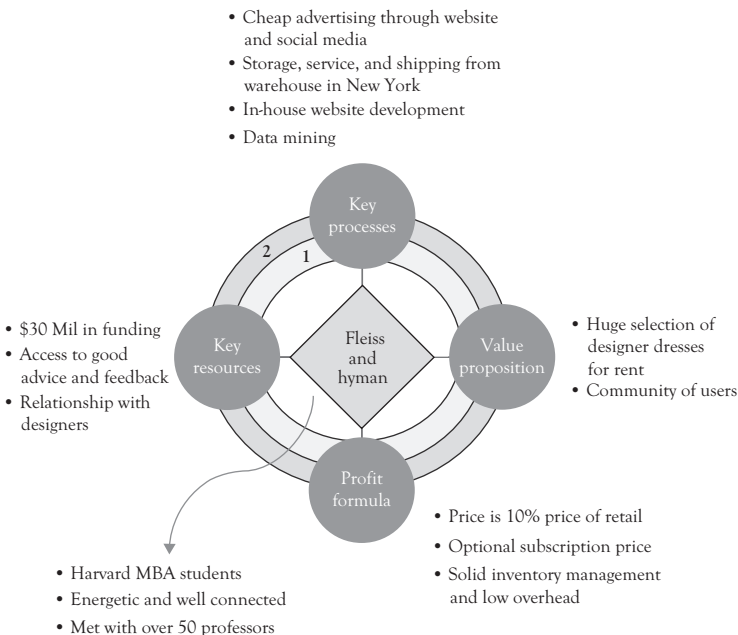 • Cheap advertising through website
and social media
• Storage, service, and shipping from
warehouse in New York
• In-house website development
• Data mining
Key
processes
2
1
• $30 Mil in funding
• Access to good
advice and feedback
• Relationship with
designers
Key
resources
Fleiss
and
hyman
Value
proposition
• Huge selection of
designer dresses
for rent
• Community of users
Profit
formula
• Price is 10% price of retail
• Optional subscription price
• Solid inventory management
and low overhead
• Harvard MBA students
• Energetic and well connected
• Met with over 50 professors